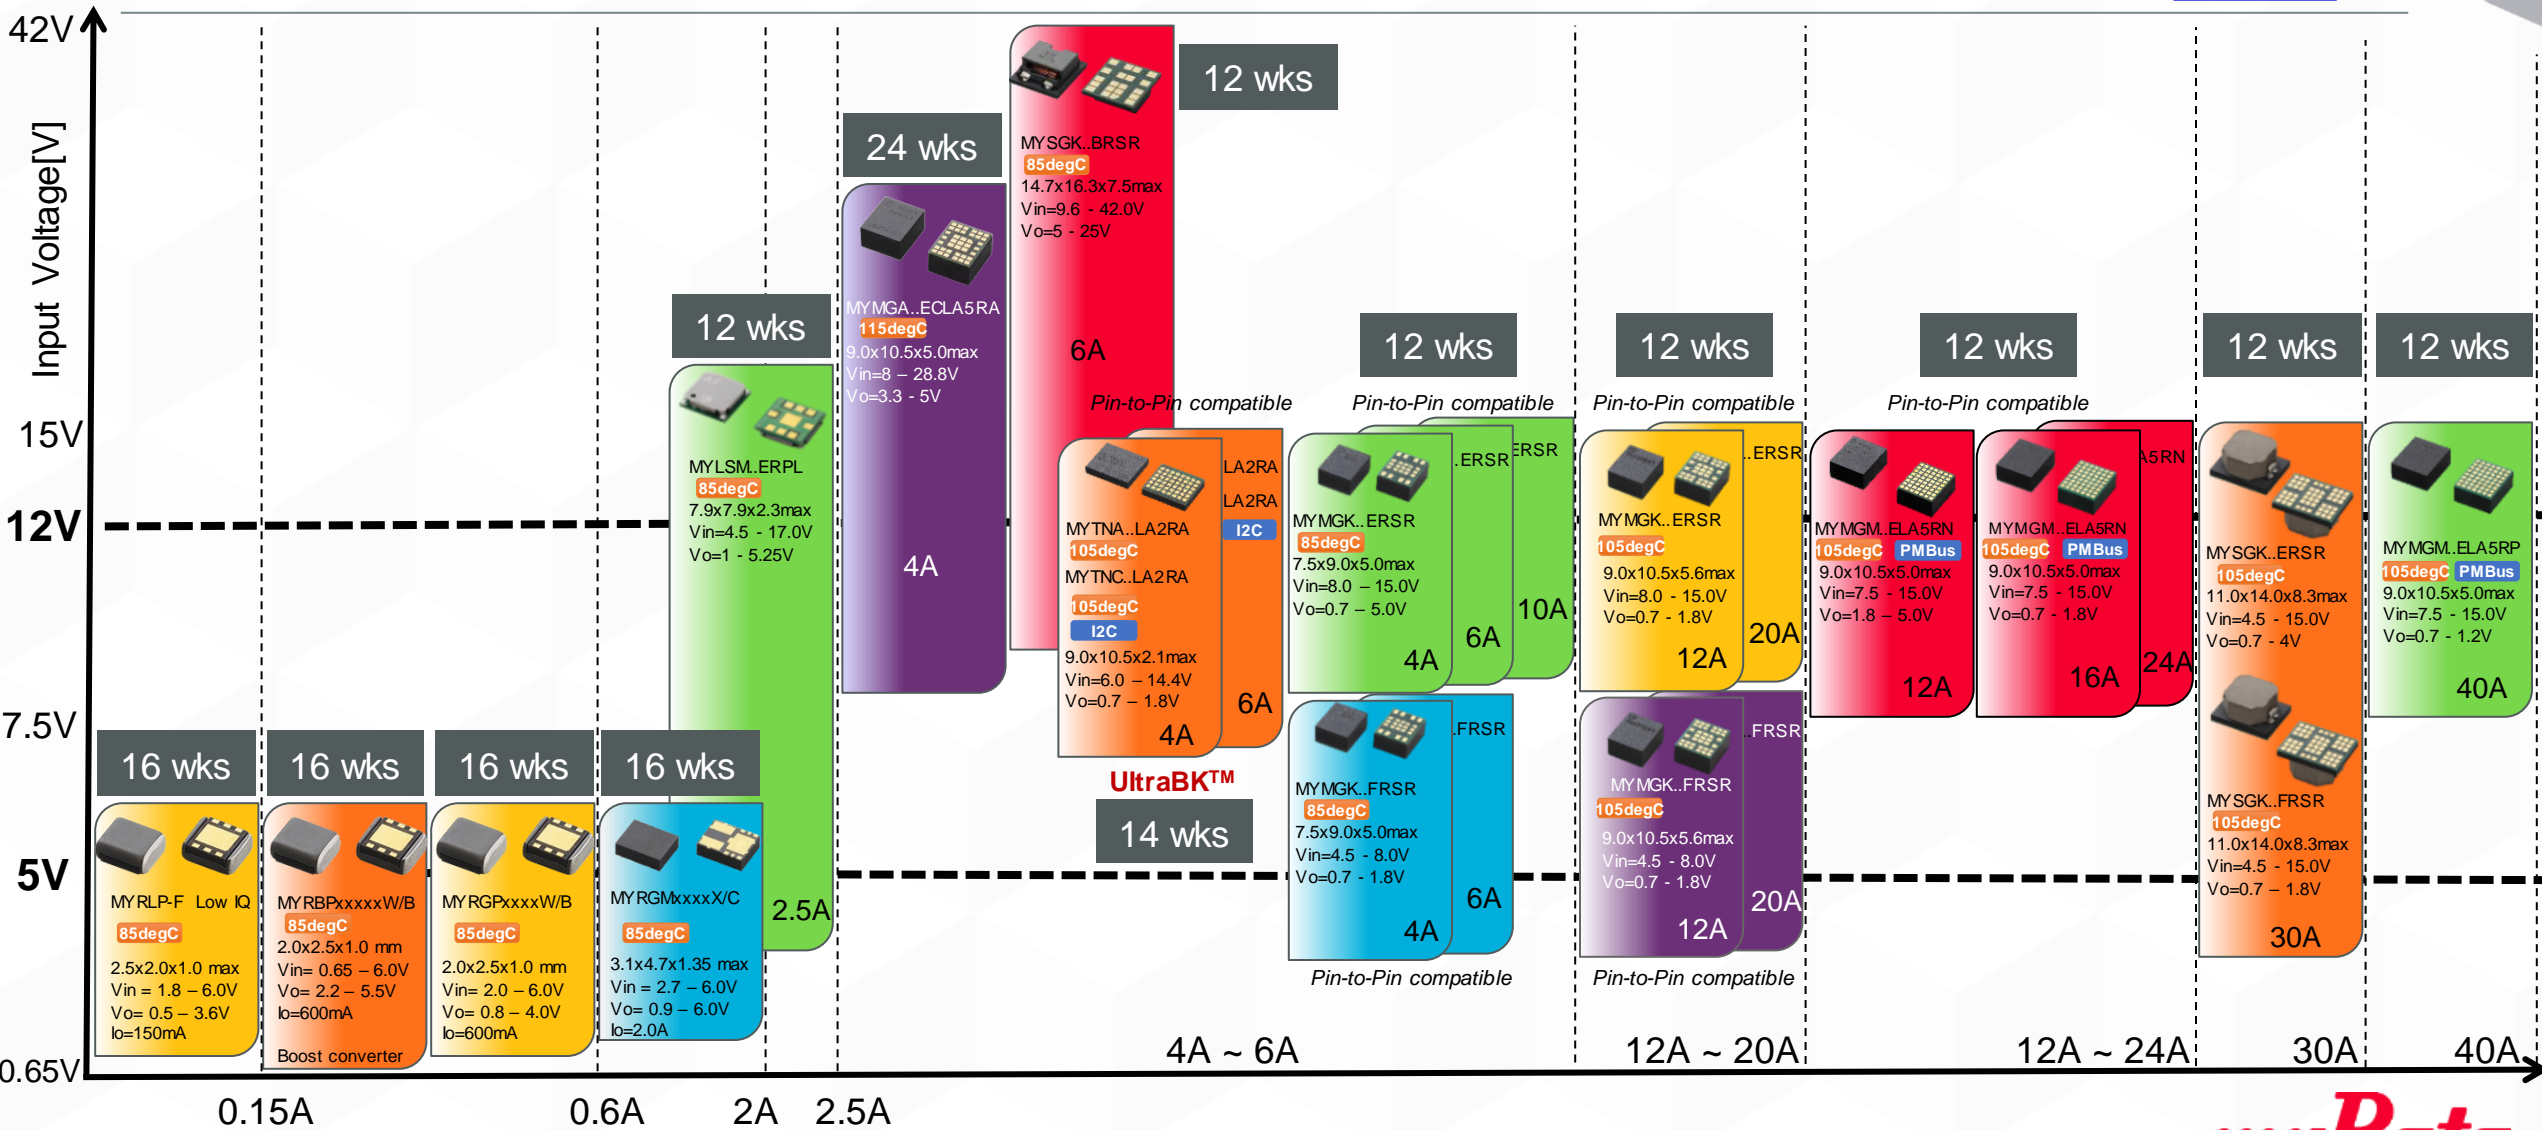 42V
Input Voltage[V]
15V
12V
7.5V
5V
0.65V
16 wks
MYRLP-F Low IQ
85degC
2.5x2.0x1.0 max
Vin = 1.8 – 6.0V
Vo= 0.5 – 3.6V
Io=150mA
16 wks
MYRBPxxxxxW/B
85degC
2.0x2.5x1.0 mm
Vin= 0.65 – 6.0V
Vo= 2.2 – 5.5V
Io=600mA
Boost converter
16 wks
MYRGPxxxxW/B
85degC
2.0x2.5x1.0 mm
Vin= 2.0 – 6.0V
Vo= 0.8 – 4.0V
Io=600mA
16 wks
MYRGMxxxxX/C
85degC
3.1x4.7x1.35 max
Vin = 2.7 – 6.0V
Vo= 0.9 – 6.0V
Io=2.0A
12 wks
MYLSM..ERPL
85degC
7.9x7.9x2.3max
Vin=4.5 - 17.0V
Vo=1 - 5.25V
2.5A
24 wks
MYMGA..ECLA5RA
115degC
9.0x10.5x5.0max
Vin=8 – 28.8V
Vo=3.3 - 5V
4A
12 wks
MYSGK..BRSR
85degC
14.7x16.3x7.5max
Vin=9.6 - 42.0V
Vo=5 - 25V
6A
Pin-to-Pin compatible
MYTNA..LA2RA
105degC
MYTNC..LA2RA
105degC
I2C
9.0x10.5x2.1max
Vin=6.0 – 14.4V
Vo=0.7 – 1.8V
4A
LA2RA
LA2RA
I2C
6A
UltraBK™
14 wks
12 wks
Pin-to-Pin compatible
MYMGK..ERSR
85degC
7.5x9.0x5.0max
Vin=8.0 – 15.0V
Vo=0.7 – 5.0V
4A
.ERSR
6A
ERSR
10A
MYMGK..FRSR
85degC
7.5x9.0x5.0max
Vin=4.5 - 8.0V
Vo=0.7 - 1.8V
4A
.FRSR
6A
Pin-to-Pin compatible
12 wks
Pin-to-Pin compatible
MYMGK..ERSR
105degC
9.0x10.5x5.6max
Vin=8.0 - 15.0V
Vo=0.7 - 1.8V
12A
..ERSR
20A
MYMGK..FRSR
105degC
9.0x10.5x5.6max
Vin=4.5 - 8.0V
Vo=0.7 - 1.8V
12A
..FRSR
20A
Pin-to-Pin compatible
12 wks
Pin-to-Pin compatible
MYMGM..ELA5RN
105degC PMBus
9.0x10.5x5.0max
Vin=7.5 - 15.0V
Vo=1.8 – 5.0V
12A
MYMGM..ELA5RN
105degC PMBus
9.0x10.5x5.0max
Vin=7.5 - 15.0V
Vo=0.7 - 1.8V
16A
A5RN
24A
12 wks
MYSGK..ERSR
105degC
11.0x14.0x8.3max
Vin=4.5 - 15.0V
Vo=0.7 - 4V
MYSGK..FRSR
105degC
11.0x14.0x8.3max
Vin=4.5 - 15.0V
Vo=0.7 – 1.8V
30A
12 wks
MYMGM..ELA5RP
105degC PMBus
9.0x10.5x5.0max
Vin=7.5 - 15.0V
Vo=0.7 - 1.2V
40A
4A ~ 6A
12A ~ 20A
12A ~ 24A
30A
40A
0.15A
0.6A
2A
2.5A
muRata